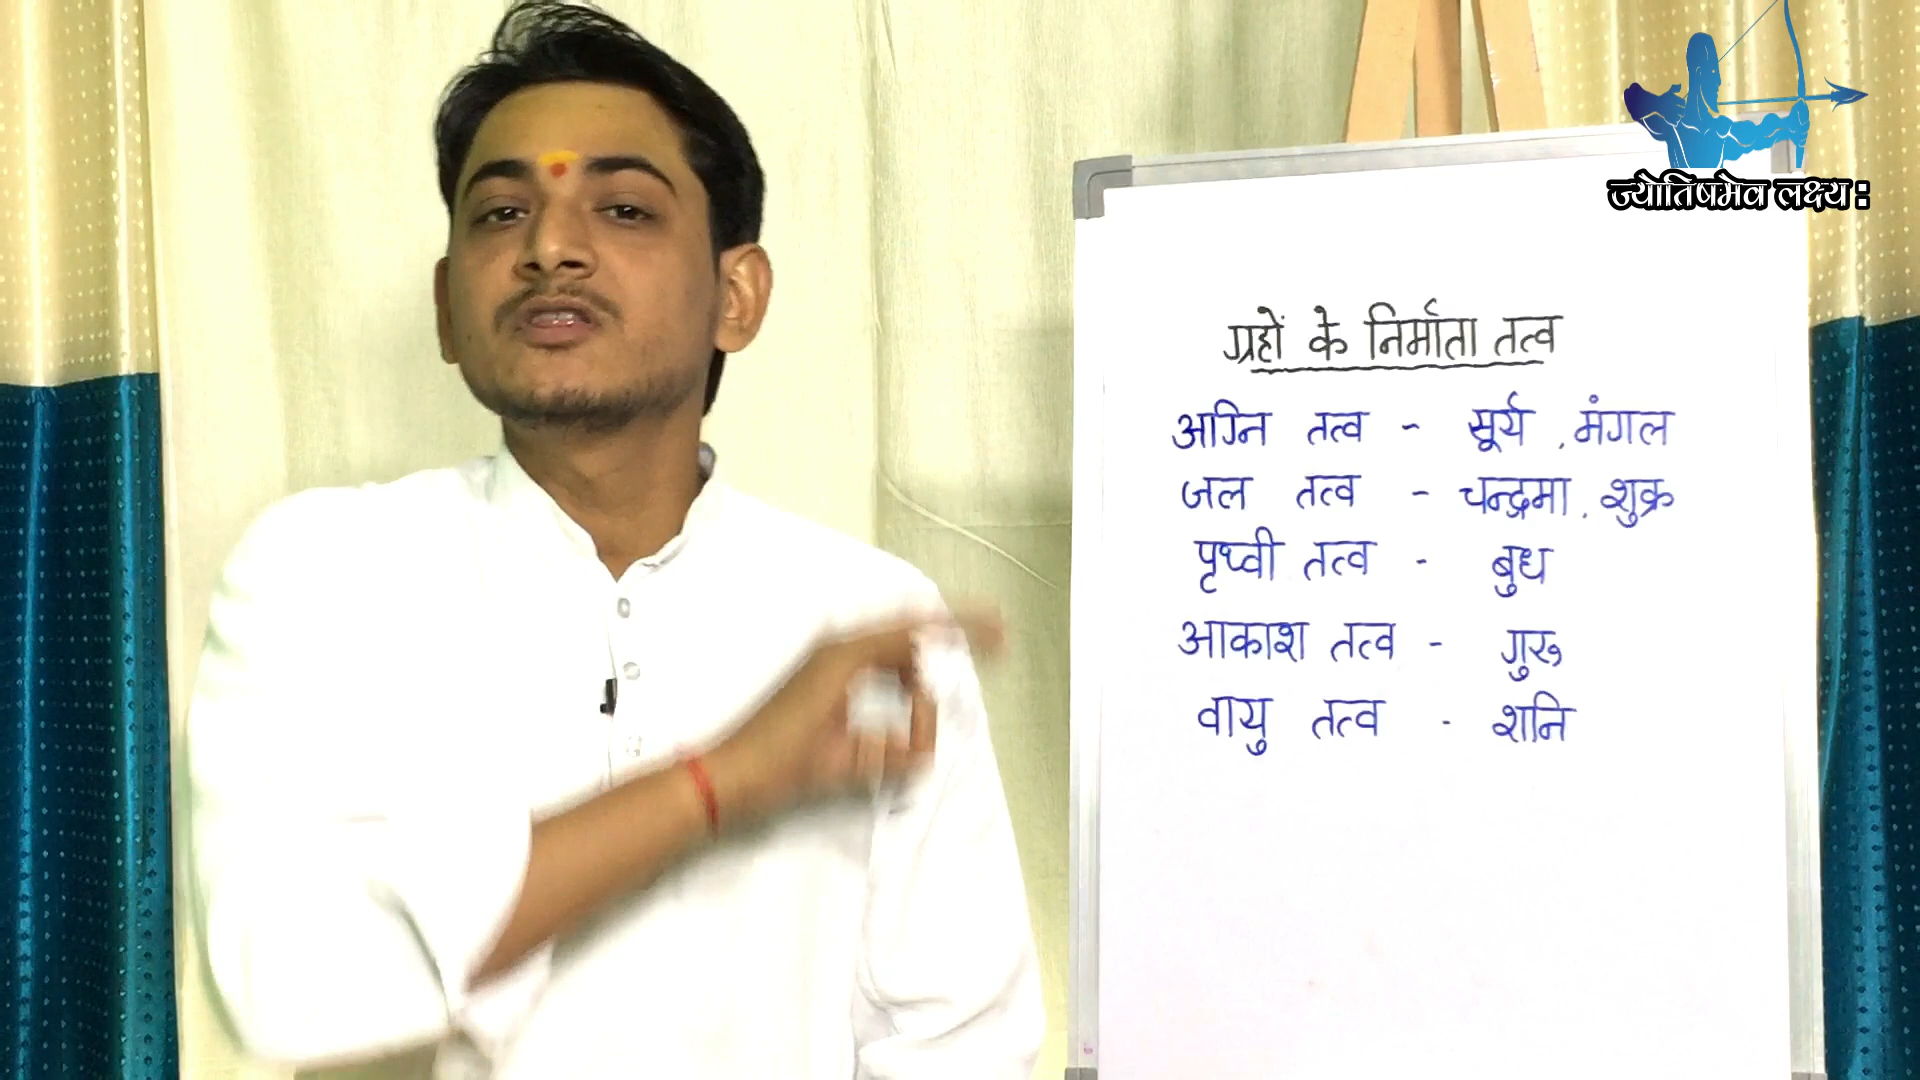 ज्योतिषमेव लक्ष्य :
ग्रहों के निर्माता तत्व
अग्नि तत्व - सूर्य , मंगल
जल तत्व - चन्द्रमा , शुक्र
पृथ्वी तत्व - बुध
आकाश तत्व - गुरु
वायु तत्व - शनि